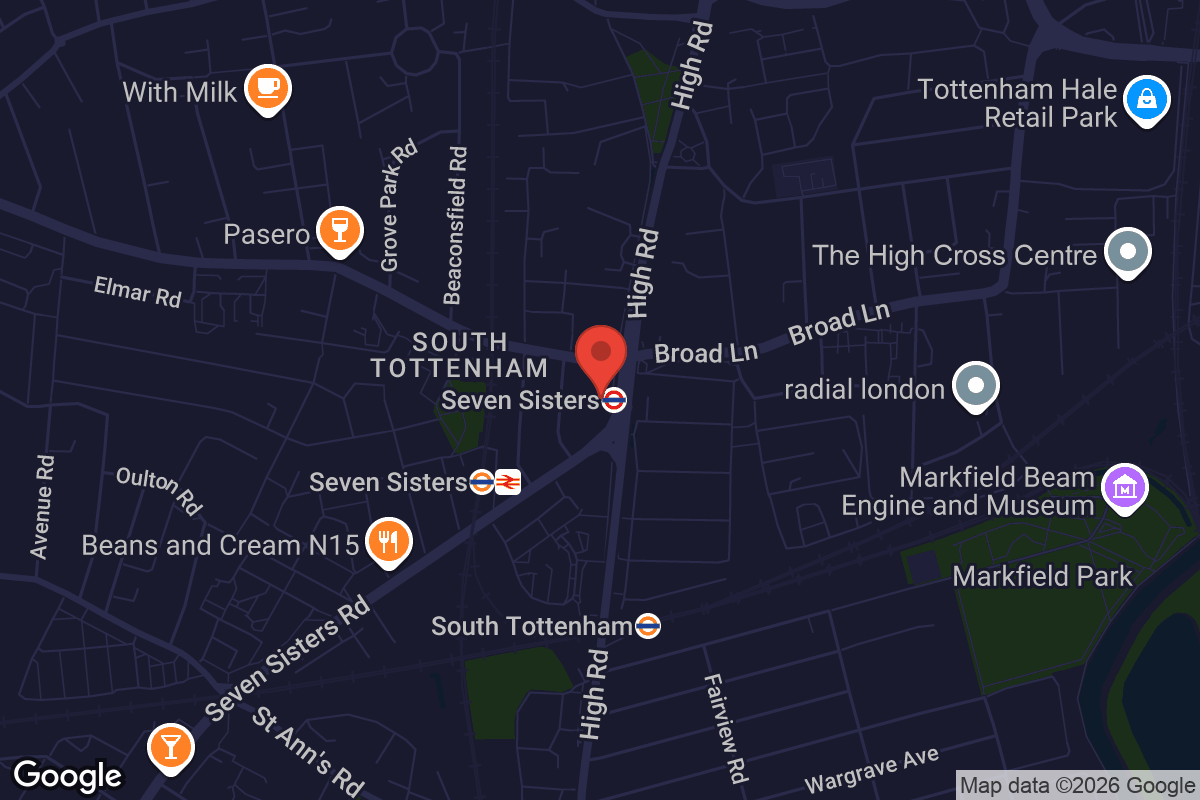 High Rd
With Milk
Tottenham Hale
Retail Park
Grove Park Rd
Beaconsfield Rd
Pasero
High Rd
The High Cross Centre
Elmar Rd
Broad Ln
SOUTH
TOTTENHAM
Broad Ln
radial london
Seven Sisters
Avenue Rd
Oulton Rd
Seven Sisters
Markfield Beam
Engine and Museum
M
Beans and Cream N15
Markfield Park
South Tottenham
Seven Sisters Rd
High Rd
Fairview Rd
St Ann's Rd
Wargrave Ave
Google
Map data ©2026 Google